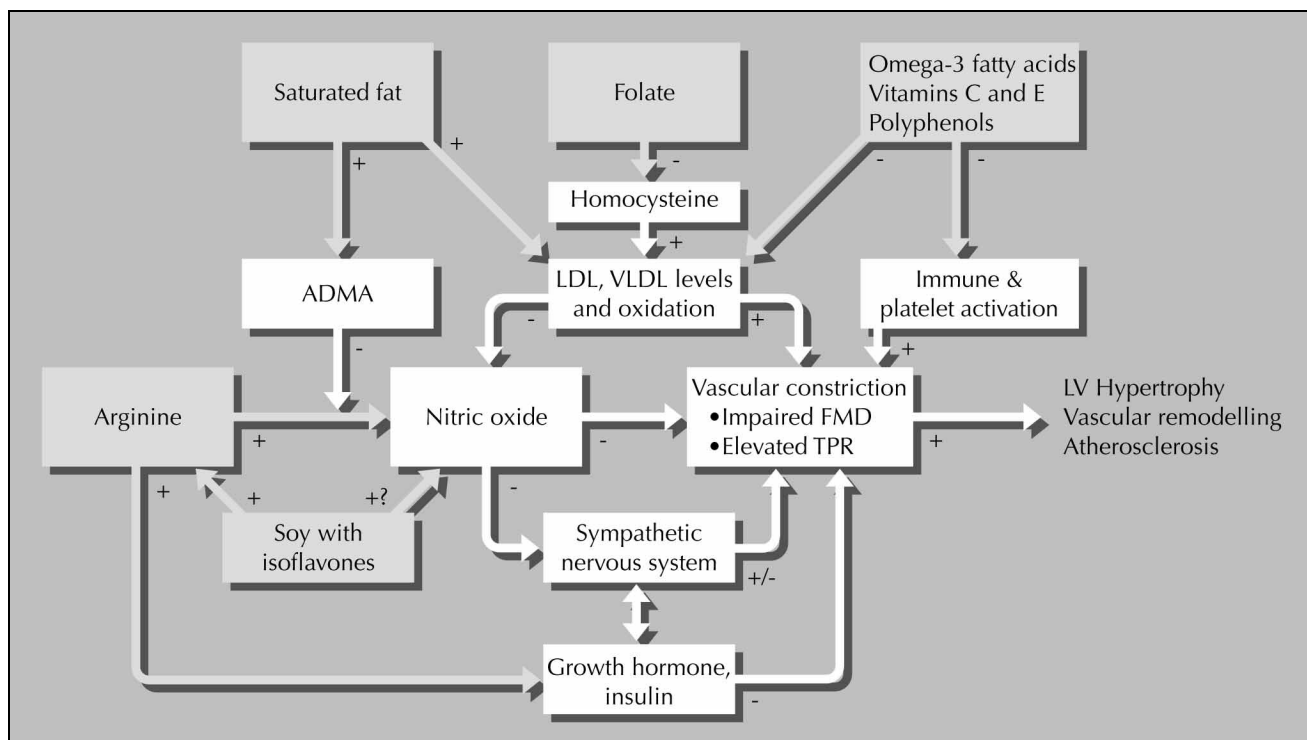 Saturated fat
Folate
Omega-3 fatty acids
Vitamins C and E
Polyphenols
+
+
-
-
-
Homocysteine
+
ADMA
LDL, VLDL levels
and oxidation
Immune &
platelet activation
-
-
+
+
Arginine
Nitric oxide
Vascular constriction
•Impaired FMD
•Elevated TPR
LV Hypertrophy
Vascular remodelling
Atherosclerosis
+
-
+
+
+
+?
-
Soy with
isoflavones
Sympathetic
nervous system
+/-
Growth hormone,
insulin
-